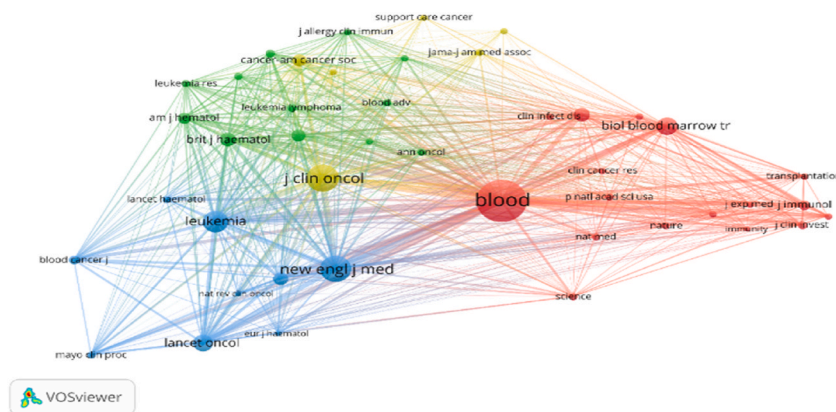 support care cancer
j allergy clin immun
jama-j am med assoc
cancer-am cancer soc
leukemia res
leukemia lymphoma
blood adv
am j hematol
clin infect dis
biol blood marrow tr
brit j haematol
ann oncol
clin cancer res
transplantatio
j clin oncol
lancet haematol
blood
p natl acad sci usa
j exp med
j immunol
leukemia
nature
immunity
j clin invest
nat med
blood cancer j
new engl j med
nat rev clin oncol
science
eur j haematol
lancet oncol
mayo clin proc
VOSviewer